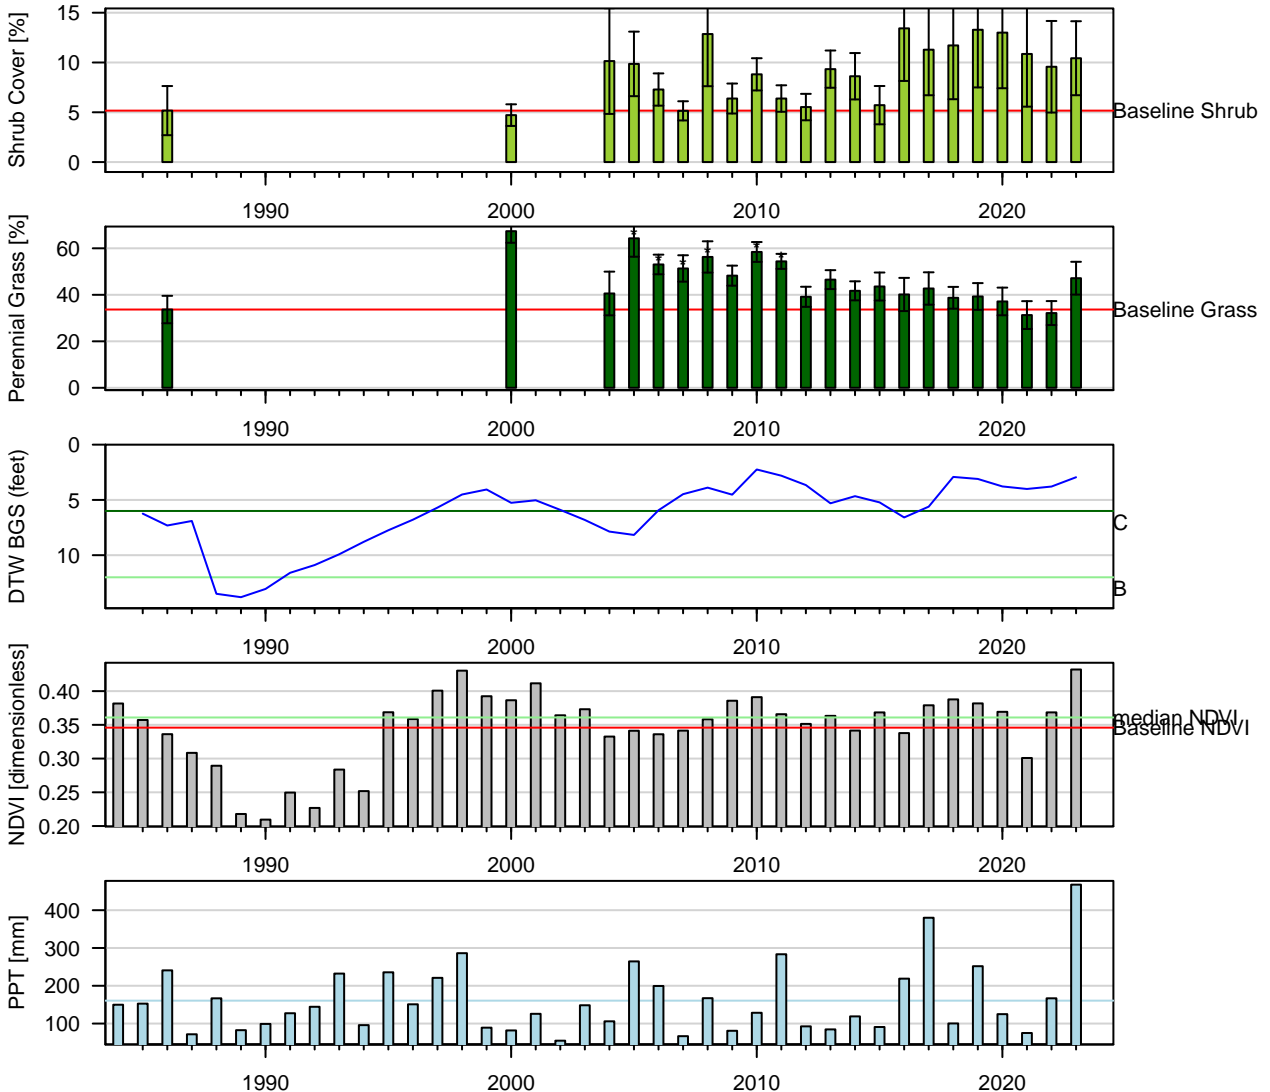 Shrub Cover [%]
15
10
5
0
Baseline Shrub
1990 2000 2010 2020
Perennial Grass [%]
60
40
20
0
* * * * * *
Baseline Grass
1990 2000 2010 2020
DTW BGS (feet)
0
5
10
C
B
1990 2000 2010 2020
NDVI [dimensionless]
0.40
0.35
0.30
0.25
0.20
median NDVI
Baseline NDVI
1990 2000 2010 2020
PPT [mm]
400
300
200
100
1990 2000 2010 2020